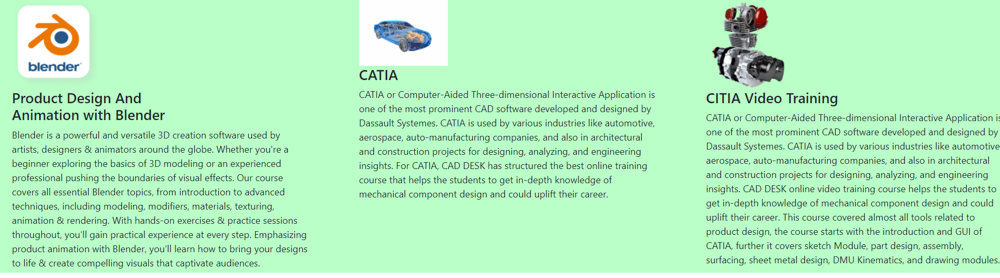 blender
Product Design And
Animation with Blender
Blender is a powerful and versatile 3D creation software used by
artists, designers & animators around the globe. Whether you're a
beginner exploring the basics of 3D modeling or an experienced
professional pushing the boundaries of visual effects. Our course
covers all essential Blender topics, from introduction to advanced
techniques, including modeling, modifiers, materials, texturing,
animation & rendering. With hands-on exercises & practice sessions
throughout, you'll gain practical experience at every step. Emphasizing
product animation with Blender, you'll learn how to bring your designs
to life & create compelling visuals that captivate audiences.
CATIA
CATIA or Computer-Aided Three-dimensional Interactive Application is
one of the most prominent CAD software developed and designed by
Dassault Systemes. CATIA is used by various industries like automotive,
aerospace, auto-manufacturing companies, and also in architectural
and construction projects for designing, analyzing, and engineering
insights. For CATIA, CAD DESK has structured the best online training
course that helps the students to get in-depth knowledge of
mechanical component design and could uplift their career.
CITIA Video Training
CATIA or Computer-Aided Three-dimensional Interactive Application is
one of the most prominent CAD software developed and designed by
Dassault Systemes. CATIA is used by various industries like automotive
aerospace, auto-manufacturing companies, and also in architectural
and construction projects for designing, analyzing, and engineering
insights. CAD DESK online video training course helps the students to
get in-depth knowledge of mechanical component design and could
uplift their career. This course covered almost all tools related to
product design, the course starts with the introduction and GUI of
CATIA, further it covers sketch Module, part design, assembly,
surfacing, sheet metal design, DMU Kinematics, and drawing modules.